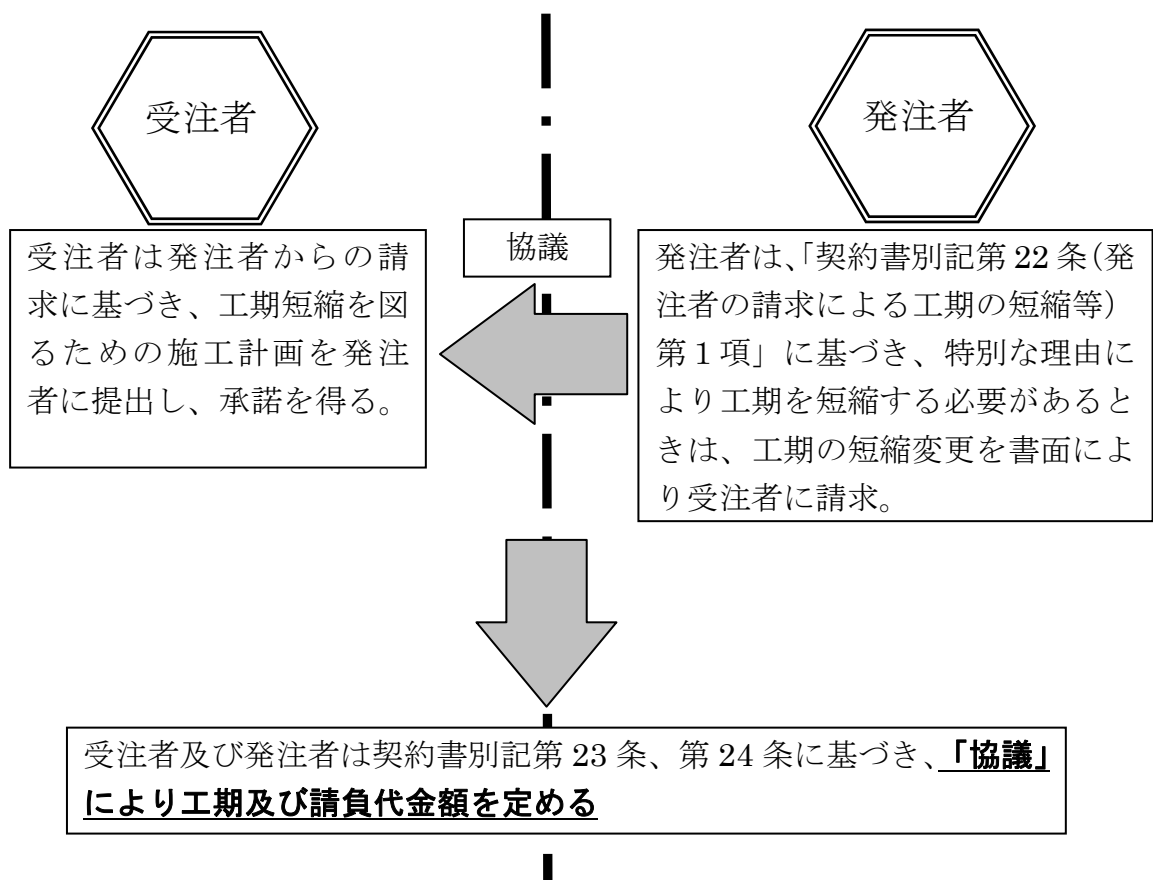 受注者
発注者
協議
受注者は発注者からの請
求に基づき、工期短縮を図
るための施工計画を発注
者に提出し、承諾を得る。
発注者は、「契約書別記第 22 条(発
注者の請求による工期の短縮等)
第 1 項」に基づき、特別な理由に
より工期を短縮する必要があると
きは、工期の短縮変更を書面によ
り受注者に請求。
受注者及び発注者は契約書別記第 23 条、第 24 条に基づき、「協議」
により工期及び請負代金額を定める